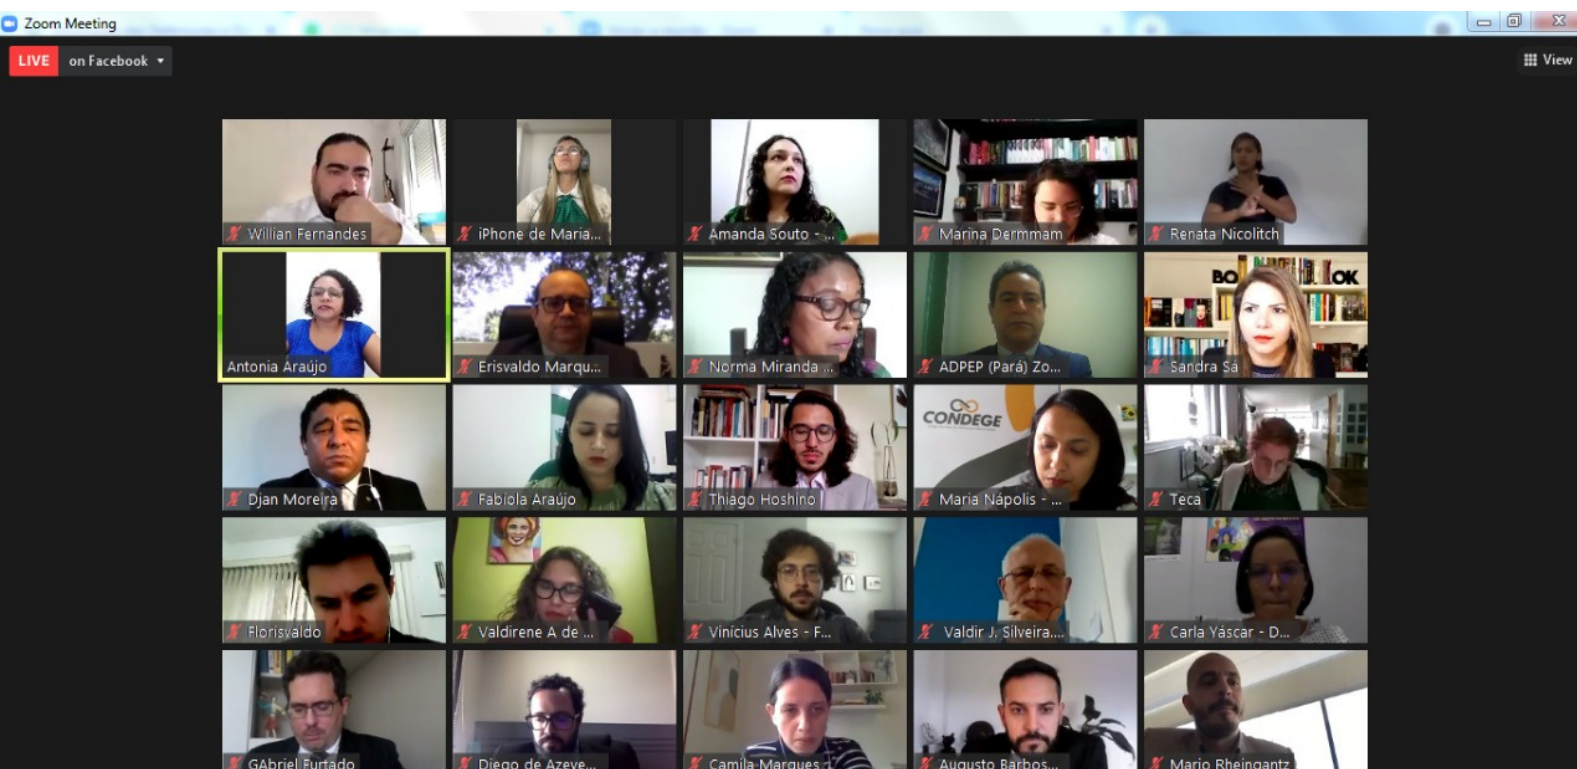 Zoom Meeting
LIVE on Facebook
View
Willian Fernandes
iPhone de Maria...
Amanda Souto - ...
Marina Dermmam
Renata Nicolitch
Antonia Araújo
Erisvaldo Marqu...
Norma Miranda ...
ADPEP (Pará) Zo...
BO OK
Sandra Sá
Djan Moreira
Fabíola Araújo
Thiago Hoshino
CONDEGE
Maria Nápolis - ...
Teca
Florisvaldo
Valdirene A de ...
Vinícius Alves - F...
Valdir J. Silveira....
Carla Yáscar - D...
GAbriel Furtado
Diego de Azeve...
Camila Marques
Augusto Barbos...
Mario Rheingantz